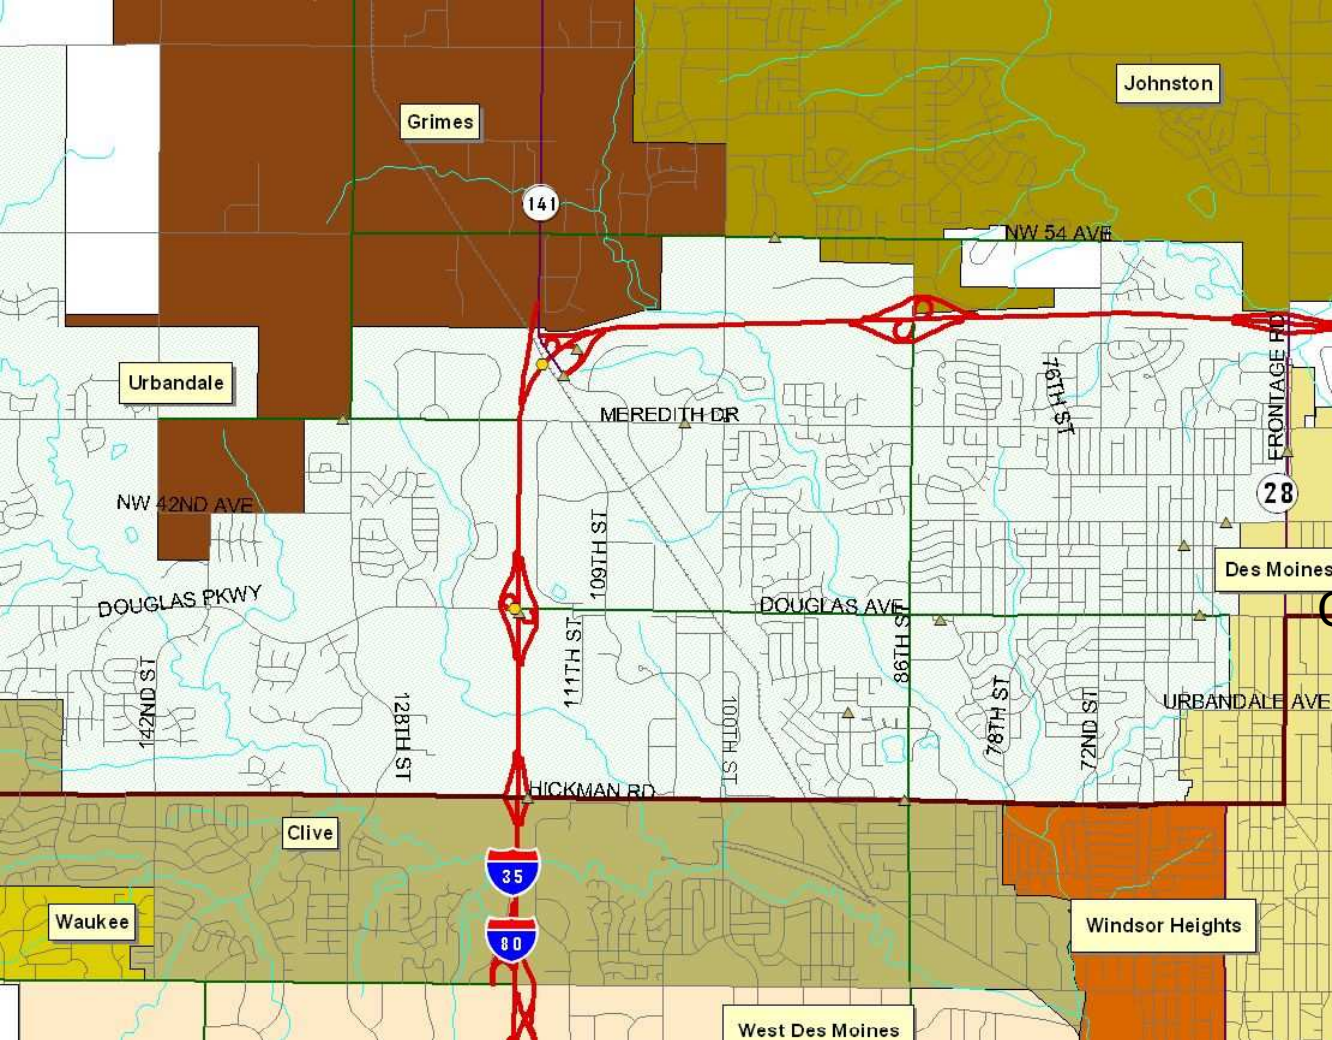 Johnston
Grimes
141
NW 54 AVE
FRONTAGE RD
76TH ST
Urbandale
MEREDITH DR
NW 42ND AVE
28
109TH ST
Des Moines
DOUGLAS PKWY
DOUGLAS AVE
86TH ST
111TH ST
142ND ST
128TH ST
100TH ST
78TH ST
72ND ST
URBANDALE AVE
HICKMAN RD
Clive
35
80
Waukee
Windsor Heights
West Des Moines